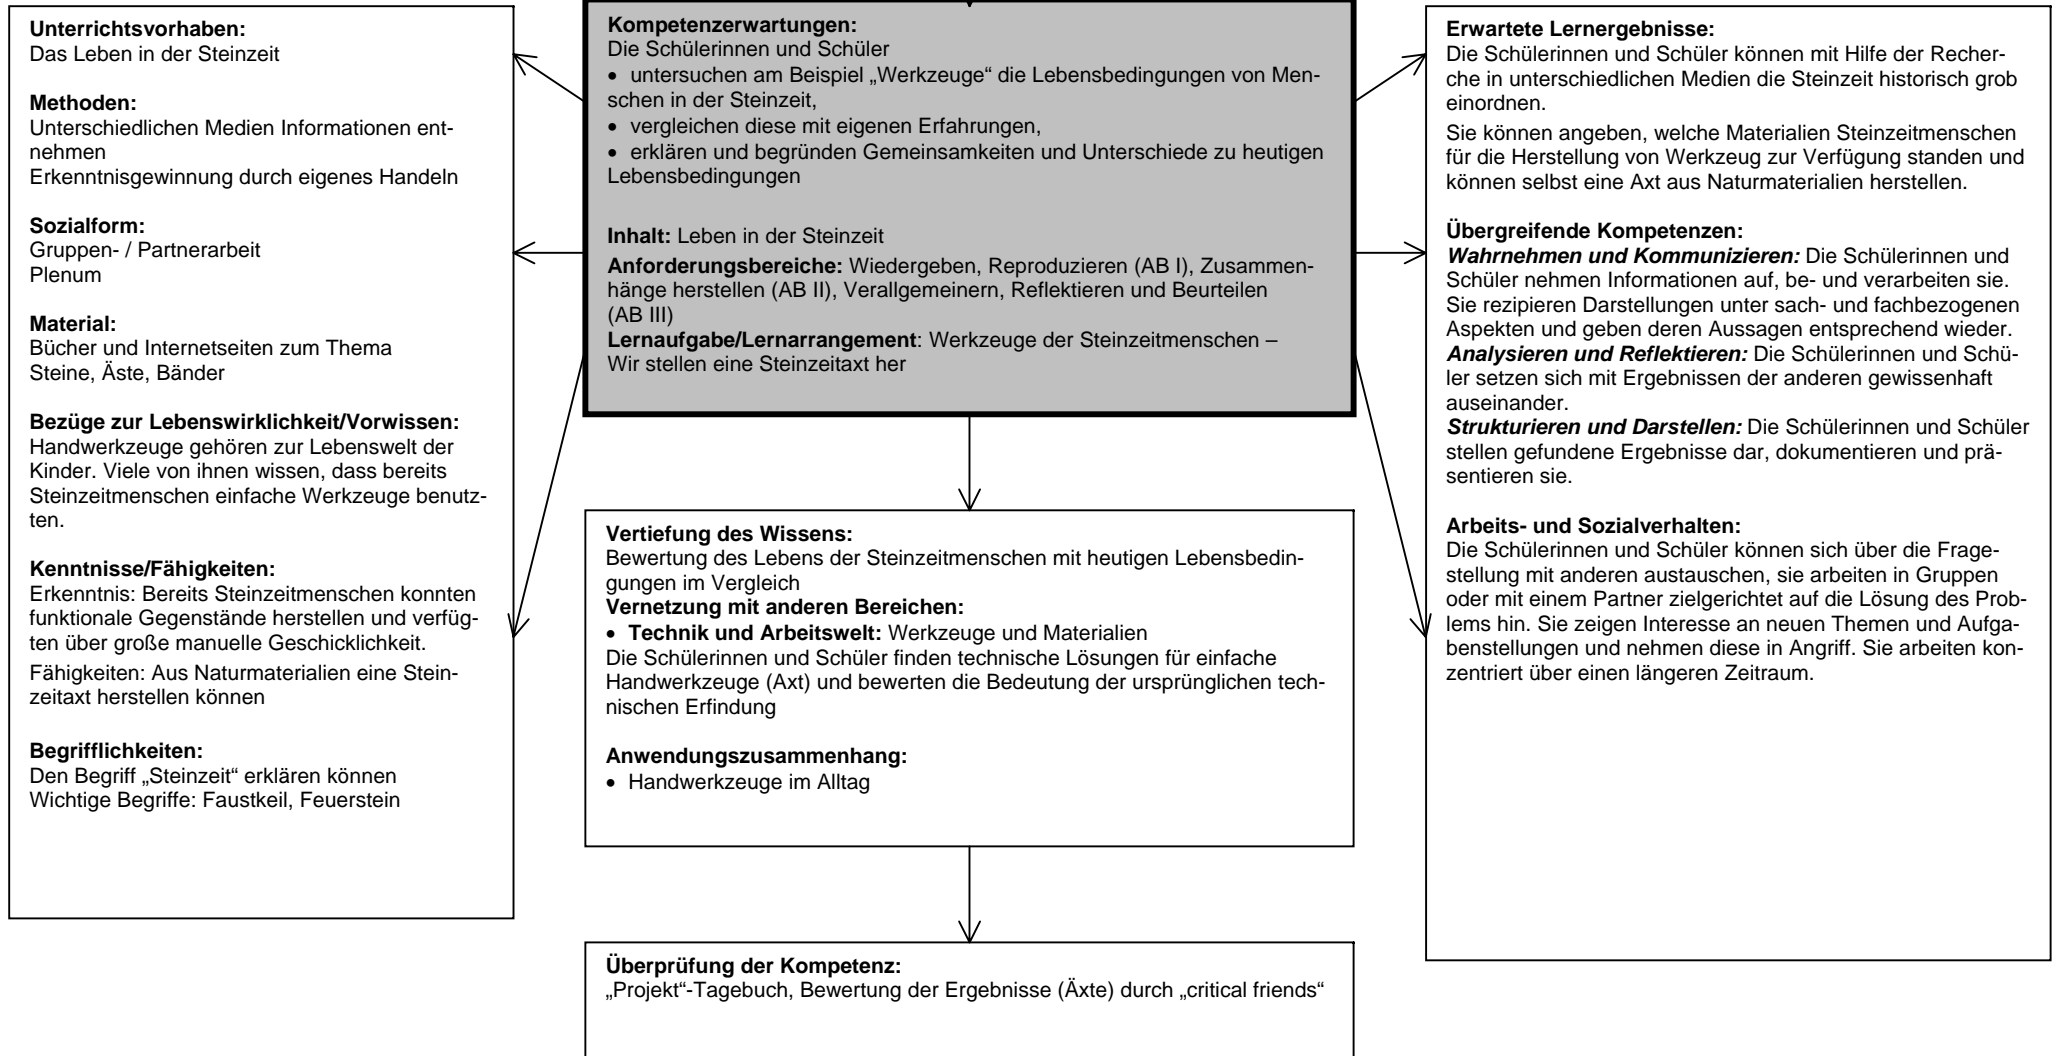 Unterrichtsvorhaben:
Das Leben in der Steinzeit
Methoden:
Unterschiedlichen Medien Informationen ent-
nehmen
Erkenntnisgewinnung durch eigenes Handeln
Sozialform:
Gruppen- / Partnerarbeit
Plenum
Material:
Bücher und Internetseiten zum Thema
Steine, Äste, Bänder
Bezüge zur Lebenswirklichkeit/Vorwissen:
Handwerkzeuge gehören zur Lebenswelt der
Kinder. Viele von ihnen wissen, dass bereits
Steinzeitmenschen einfache Werkzeuge benutz-
ten.
Kenntnisse/Fähigkeiten:
Erkenntnis: Bereits Steinzeitmenschen konnten
funktionale Gegenstände herstellen und verfüg-
ten über große manuelle Geschicklichkeit.
Fähigkeiten: Aus Naturmaterialien eine Stein-
zeitaxt herstellen können
Begrifflichkeiten:
Den Begriff „Steinzeit“ erklären können
Wichtige Begriffe: Faustkeil, Feuerstein
Kompetenzerwartungen:
Die Schülerinnen und Schüler
• untersuchen am Beispiel „Werkzeuge“ die Lebensbedingungen von Men-
schen in der Steinzeit,
• vergleichen diese mit eigenen Erfahrungen,
• erklären und begründen Gemeinsamkeiten und Unterschiede zu heutigen
Lebensbedingungen
Inhalt: Leben in der Steinzeit
Anforderungsbereiche: Wiedergeben, Reproduzieren (AB I), Zusammen-
hänge herstellen (AB II), Verallgemeinern, Reflektieren und Beurteilen
(AB III)
Lernaufgabe/Lernarrangement: Werkzeuge der Steinzeitmenschen –
Wir stellen eine Steinzeitaxt her
Vertiefung des Wissens:
Bewertung des Lebens der Steinzeitmenschen mit heutigen Lebensbedin-
gungen im Vergleich
Vernetzung mit anderen Bereichen:
• Technik und Arbeitswelt: Werkzeuge und Materialien
Die Schülerinnen und Schüler finden technische Lösungen für einfache
Handwerkzeuge (Axt) und bewerten die Bedeutung der ursprünglichen tech-
nischen Erfindung
Anwendungszusammenhang:
• Handwerkzeuge im Alltag
Überprüfung der Kompetenz:
„Projekt“-Tagebuch, Bewertung der Ergebnisse (Äxte) durch „critical friends“
Erwartete Lernergebnisse:
Die Schülerinnen und Schüler können mit Hilfe der Recher-
che in unterschiedlichen Medien die Steinzeit historisch grob
einordnen.
Sie können angeben, welche Materialien Steinzeitmenschen
für die Herstellung von Werkzeug zur Verfügung standen und
können selbst eine Axt aus Naturmaterialien herstellen.
Übergreifende Kompetenzen:
Wahrnehmen und Kommunizieren: Die Schülerinnen und
Schüler nehmen Informationen auf, be- und verarbeiten sie.
Sie rezipieren Darstellungen unter sach- und fachbezogenen
Aspekten und geben deren Aussagen entsprechend wieder.
Analysieren und Reflektieren: Die Schülerinnen und Schü-
ler setzen sich mit Ergebnissen der anderen gewissenhaft
auseinander.
Strukturieren und Darstellen: Die Schülerinnen und Schüler
stellen gefundene Ergebnisse dar, dokumentieren und prä-
sentieren sie.
Arbeits- und Sozialverhalten:
Die Schülerinnen und Schüler können sich über die Frage-
stellung mit anderen austauschen, sie arbeiten in Gruppen
oder mit einem Partner zielgerichtet auf die Lösung des Prob-
lems hin. Sie zeigen Interesse an neuen Themen und Aufga-
benstellungen und nehmen diese in Angriff. Sie arbeiten kon-
zentriert über einen längeren Zeitraum.